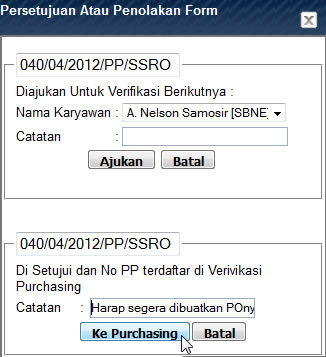 Persetujuan Atau Penolakan Form
040/04/2012/PP/SSRO
Diajukan Untuk Verifikasi Berikutnya :
Nama Karyawan : A. Nelson Samosir [SBNE]
Catatan :
Ajukan Batal
040/04/2012/PP/SSRO
Di Setujui dan No PP terdaftar di Verivikasi
Purchasing
Catatan : Harap segera dibuatkan POny
Ke Purchasing Batal